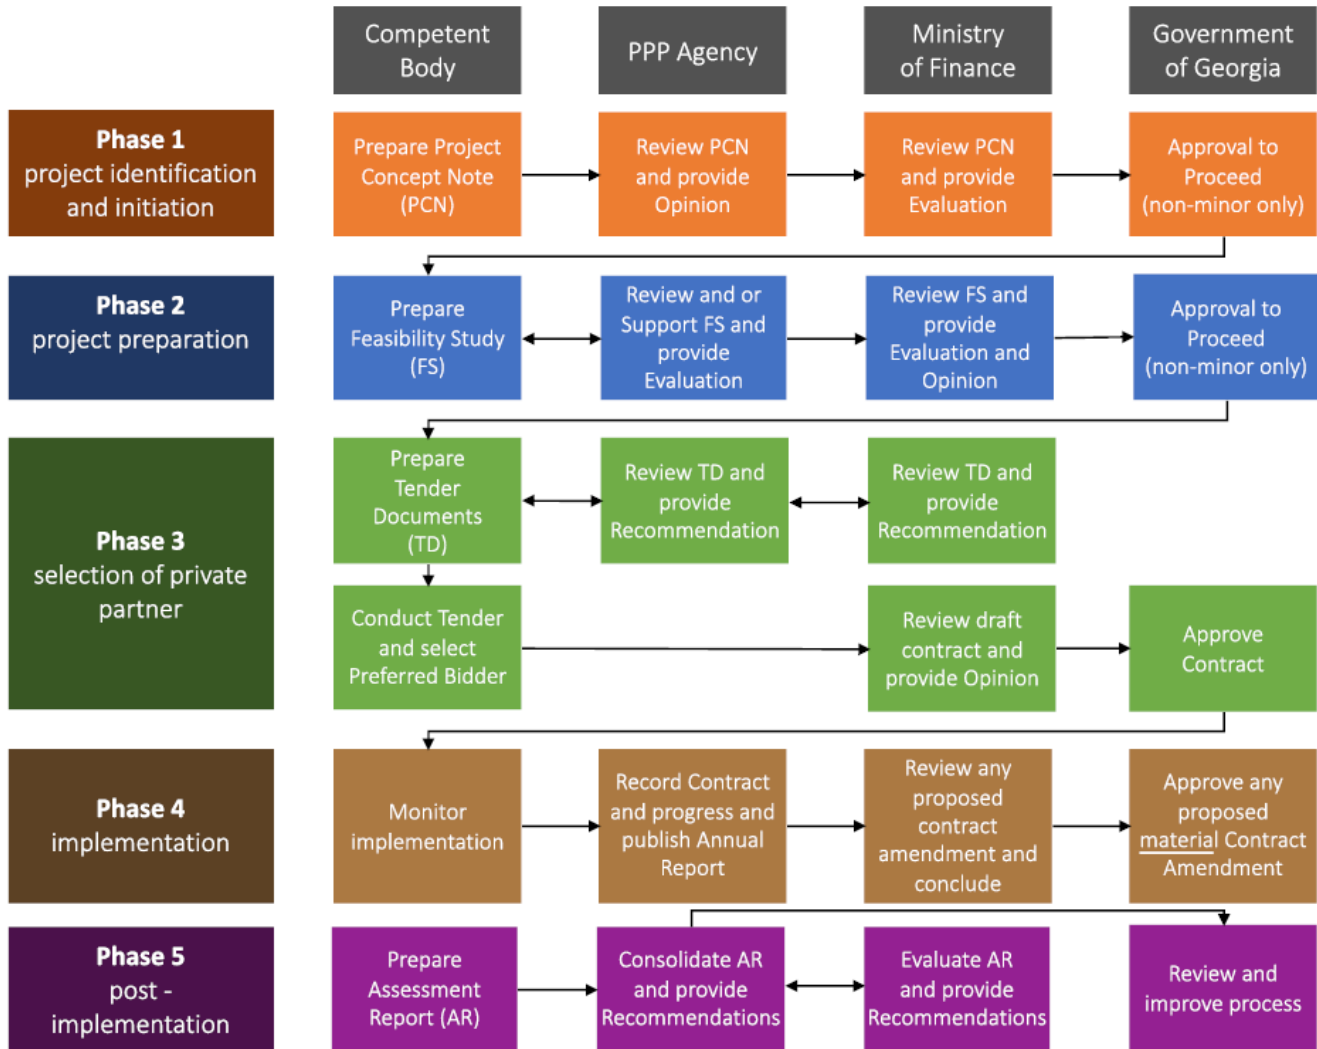 Competent
Body
PPP Agency
Ministry
of Finance
Government
of Georgia
Phase 1
project identification
and initiation
Prepare Project
Concept Note
(PCN)
Review PCN
and provide
Opinion
Review PCN
and provide
Evaluation
Approval to
Proceed
(non-minor only)
Phase 2
project preparation
Prepare
Feasibility Study
(FS)
Review and or
Support FS and
provide
Evaluation
Review FS and
provide
Evaluation and
Opinion
Approval to
Proceed
(non-minor only)
Phase 3
selection of private
partner
Prepare
Tender
Documents
(TD)
Review TD and
provide
Recommendation
Review TD and
provide
Recommendation
Conduct Tender
and select
Preferred Bidder
Review draft
contract and
provide Opinion
Approve
Contract
Phase 4
implementation
Monitor
implementation
Record Contract
and progress and
publish Annual
Report
Review any
proposed
contract
amendment and
conclude
Approve any
proposed
material Contract
Amendment
Phase 5
post -
implementation
Prepare
Assessment
Report (AR)
Consolidate AR
and provide
Recommendations
Evaluate AR
and provide
Recommendations
Review and
improve process